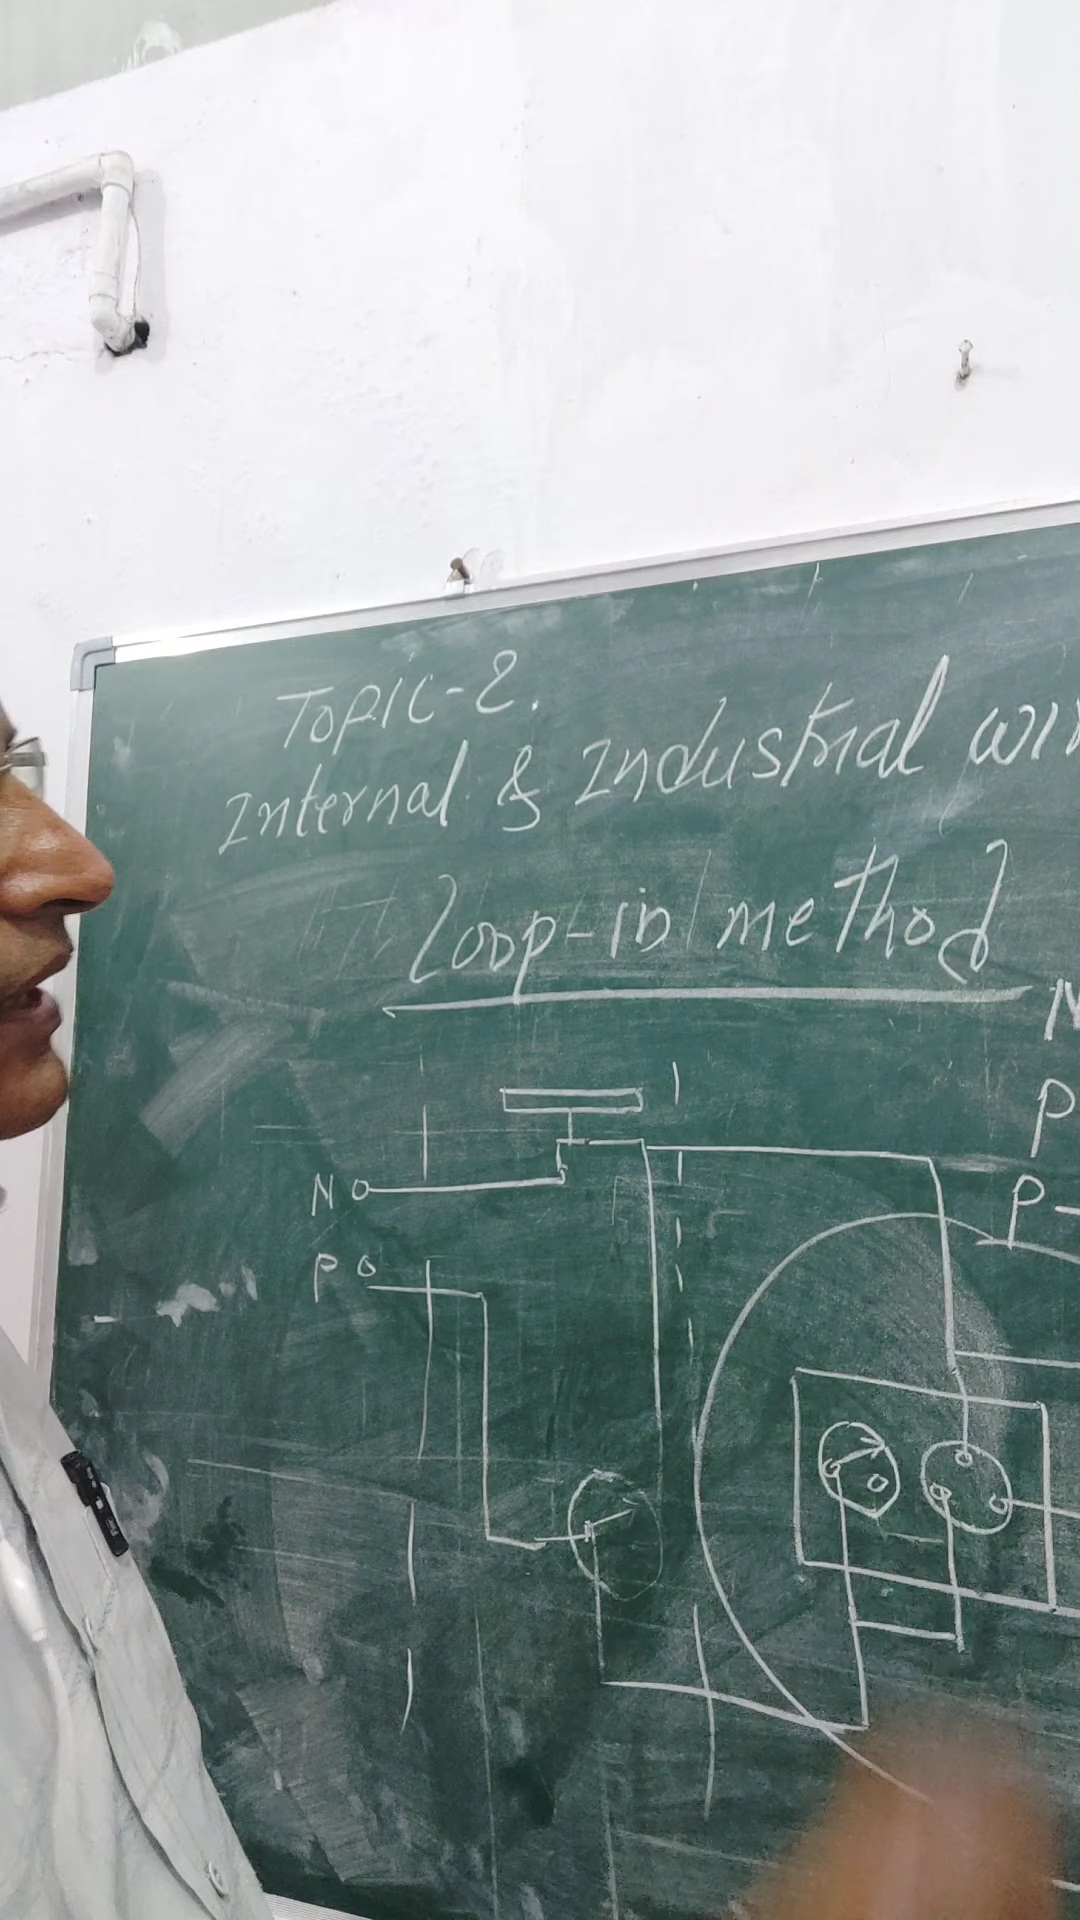 TOPIC-2.
Internal & Industrial
Loop-in method
N
P
N
P
P-